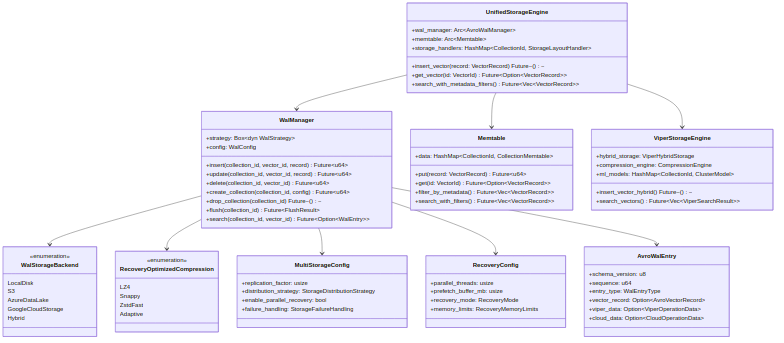 UnifiedStorageEngine
+wal_manager: Arc<AvroWalManager>
+memtable: Arc<Memtable>
+storage_handlers: HashMap<CollectionId, StorageLayoutHandler>
+insert_vector(record: VectorRecord) Future~() : ~
+get_vector(id: VectorId) : Future<Option<VectorRecord>>
+search_with_metadata_filters() : Future<Vec<VectorRecord>>
WalManager
+strategy: Box<dyn WalStrategy>
+config: WalConfig
+insert(collection_id, vector_id, record) : Future<u64>
+update(collection_id, vector_id, record) : Future<u64>
+delete(collection_id, vector_id) : Future<u64>
+create_collection(collection_id, config) : Future<u64>
+drop_collection(collection_id) Future~() : ~
+flush(collection_id) : Future<FlushResult>
+search(collection_id, vector_id) : Future<Option<WalEntry>>
Memtable
+data: HashMap<CollectionId, CollectionMemtable>
+put(record: VectorRecord) : Future<u64>
+get(id: VectorId) : Future<Option<VectorRecord>>
+filter_by_metadata() : Future<Vec<VectorRecord>>
+search_with_filters() : Future<Vec<VectorRecord>>
ViperStorageEngine
+hybrid_storage: ViperHybridStorage
+compression_engine: CompressionEngine
+ml_models: HashMap<CollectionId, ClusterModel>
+insert_vector_hybrid() Future~() : ~
+search_vectors() : Future<Vec<ViperSearchResult>
«enumeration»
WalStorageBackend
LocalDisk
S3
AzureDataLake
GoogleCloudStorage
Hybrid
«enumeration»
RecoveryOptimizedCompression
LZ4
Snappy
ZstdFast
Adaptive
MultiStorageConfig
+replication_factor: usize
+distribution_strategy: StorageDistributionStrategy
+enable_parallel_recovery: bool
+failure_handling: StorageFailureHandling
RecoveryConfig
+parallel_threads: usize
+prefetch_buffer_mb: usize
+recovery_mode: RecoveryMode
+memory_limits: RecoveryMemoryLimits
AvroWalEntry
+schema_version: u8
+sequence: u64
+entry_type: WalEntryType
+vector_record: Option<AvroVectorRecord>
+viper_data: Option<ViperOperationData>
+cloud_data: Option<CloudOperationData>